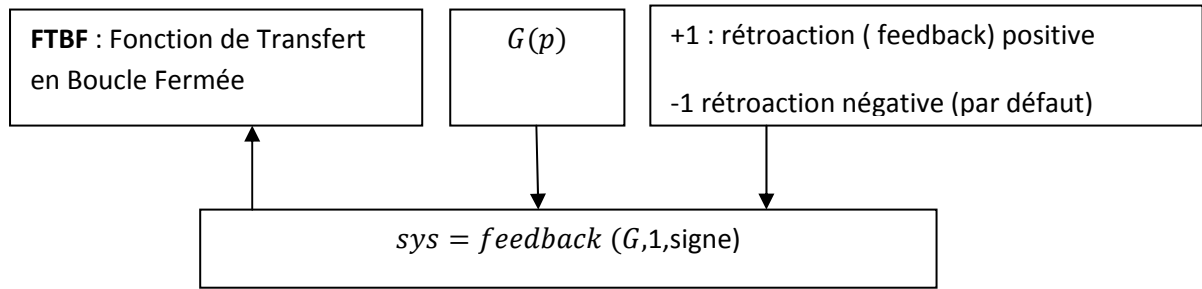 FTBF : Fonction de Transfert
en Boucle Fermée
G(p)
+1 : rétroaction ( feedback) positive
-1 rétroaction négative (par défaut)
sys = feedback (G,1,signe)